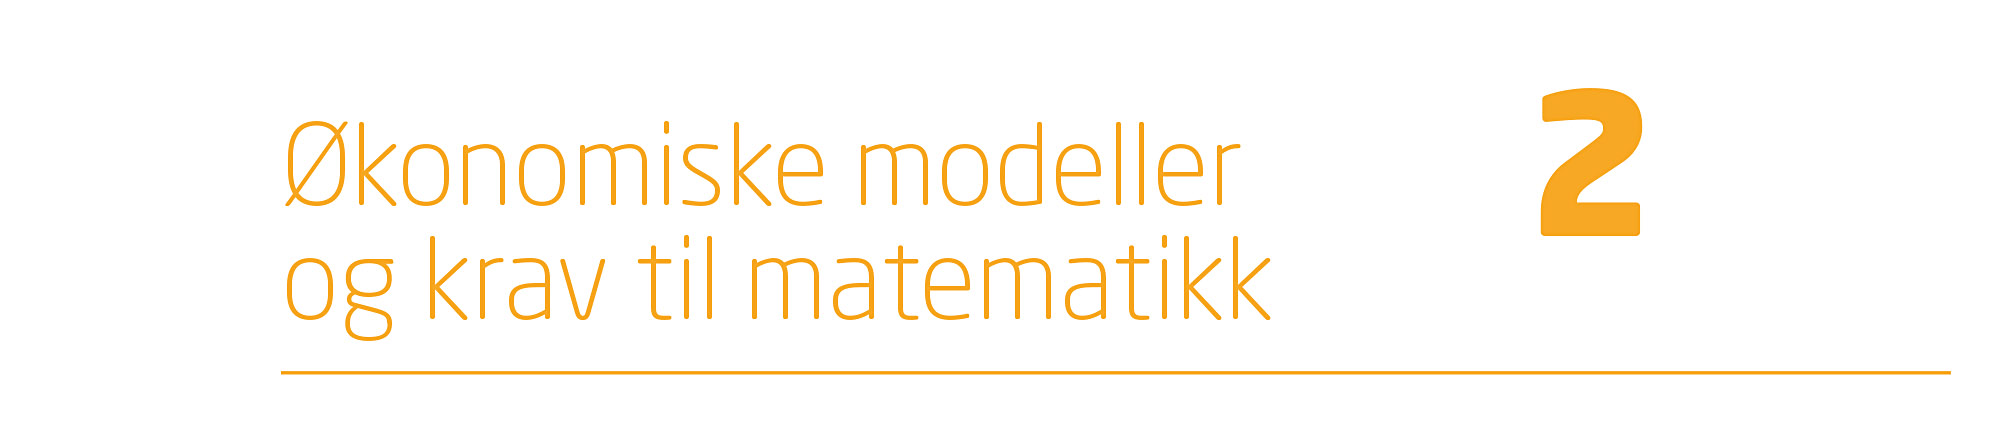 Økonomiske modeller
og krav til matematikk
2